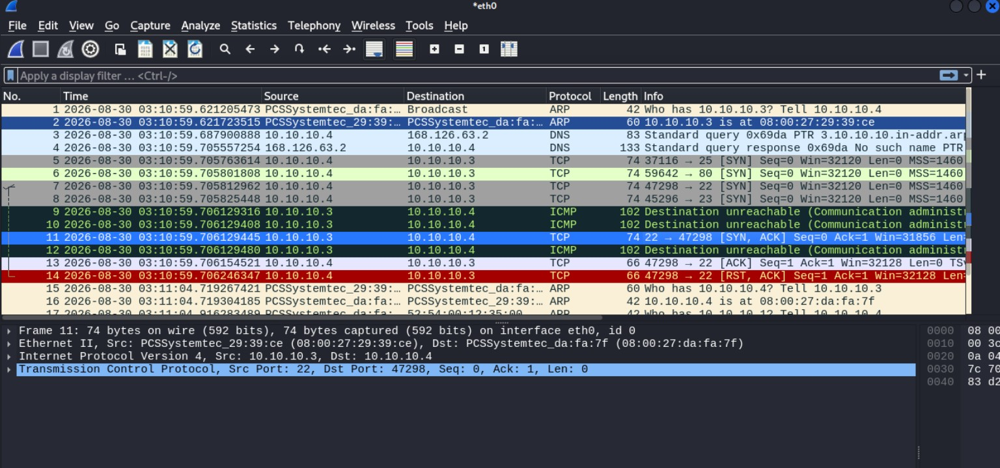 *eth0
File Edit View Go Capture Analyze Statistics Telephony Wireless Tools Help
Apply a display filter … <Ctrl-/>
No. Time Source Destination Protocol Length Info
1 2026-08-30 03:10:59.621205473 PCSSystemtec_da:fa:… Broadcast ARP 42 Who has 10.10.10.3? Tell 10.10.10.4
2 2026-08-30 03:10:59.621723515 PCSSystemtec_29:39:… PCSSystemtec_da:fa:… ARP 60 10.10.10.3 is at 08:00:27:29:39:ce
3 2026-08-30 03:10:59.687900888 10.10.10.4 168.126.63.2 DNS 83 Standard query 0x69da PTR 3.10.10.10.in-addr.arp
4 2026-08-30 03:10:59.705557254 168.126.63.2 10.10.10.4 DNS 133 Standard query response 0x69da No such name PTR
5 2026-08-30 03:10:59.705763614 10.10.10.4 10.10.10.3 TCP 74 37116 → 25 [SYN] Seq=0 Win=32120 Len=0 MSS=1460
6 2026-08-30 03:10:59.705801808 10.10.10.4 10.10.10.3 TCP 74 59642 → 80 [SYN] Seq=0 Win=32120 Len=0 MSS=1460
7 2026-08-30 03:10:59.705812962 10.10.10.4 10.10.10.3 TCP 74 47298 → 22 [SYN] Seq=0 Win=32120 Len=0 MSS=1460
8 2026-08-30 03:10:59.705825448 10.10.10.4 10.10.10.3 TCP 74 45296 → 23 [SYN] Seq=0 Win=32120 Len=0 MSS=1460
9 2026-08-30 03:10:59.706129316 10.10.10.3 10.10.10.4 ICMP 102 Destination unreachable (Communication administr
10 2026-08-30 03:10:59.706129408 10.10.10.3 10.10.10.4 ICMP 102 Destination unreachable (Communication administr
11 2026-08-30 03:10:59.706129445 10.10.10.3 10.10.10.4 TCP 74 22 → 47298 [SYN, ACK] Seq=0 Ack=1 Win=31856 Len=
12 2026-08-30 03:10:59.706129480 10.10.10.3 10.10.10.4 ICMP 102 Destination unreachable (Communication administr
13 2026-08-30 03:10:59.706154521 10.10.10.4 10.10.10.3 TCP 66 47298 → 22 [ACK] Seq=1 Ack=1 Win=32128 Len=0 TSv
14 2026-08-30 03:10:59.706246347 10.10.10.4 10.10.10.3 TCP 66 47298 → 22 [RST, ACK] Seq=1 Ack=1 Win=32128 Len=
15 2026-08-30 03:11:04.719267421 PCSSystemtec_29:39:… PCSSystemtec_da:fa:… ARP 60 Who has 10.10.10.4? Tell 10.10.10.3
16 2026-08-30 03:11:04.719304185 PCSSystemtec_da:fa:… PCSSystemtec_29:39:… ARP 42 10.10.10.4 is at 08:00:27:da:fa:7f
17 2026-08-30 03:11:04.916283489 PCSSystemtec_da:fa: 52:54:00:12:35:00 ARP 42 Who has 10.10.10.1? Tell 10.10.10.4
Frame 11: 74 bytes on wire (592 bits), 74 bytes captured (592 bits) on interface eth0, id 0
Ethernet II, Src: PCSSystemtec_29:39:ce (08:00:27:29:39:ce), Dst: PCSSystemtec_da:fa:7f (08:00:27:da:fa:7f)
Internet Protocol Version 4, Src: 10.10.10.3, Dst: 10.10.10.4
Transmission Control Protocol, Src Port: 22, Dst Port: 47298, Seq: 0, Ack: 1, Len: 0
0000 08 00
0010 00 3c
0020 0a 04
0030 7c 70
0040 83 d2